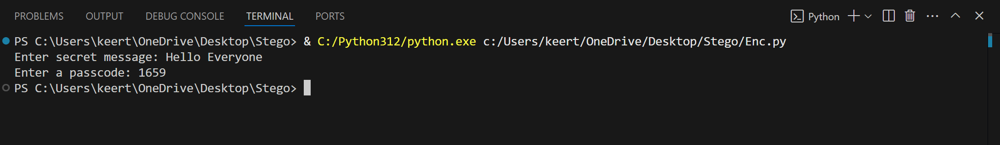 PROBLEMS OUTPUT DEBUG CONSOLE TERMINAL PORTS Python
PS C:\Users\keert\OneDrive\Desktop\Stego> & C:/Python312/python.exe c:/Users/keert/OneDrive/Desktop/Stego/Enc.py
Enter secret message: Hello Everyone
Enter a passcode: 1659
PS C:\Users\keert\OneDrive\Desktop\Stego>